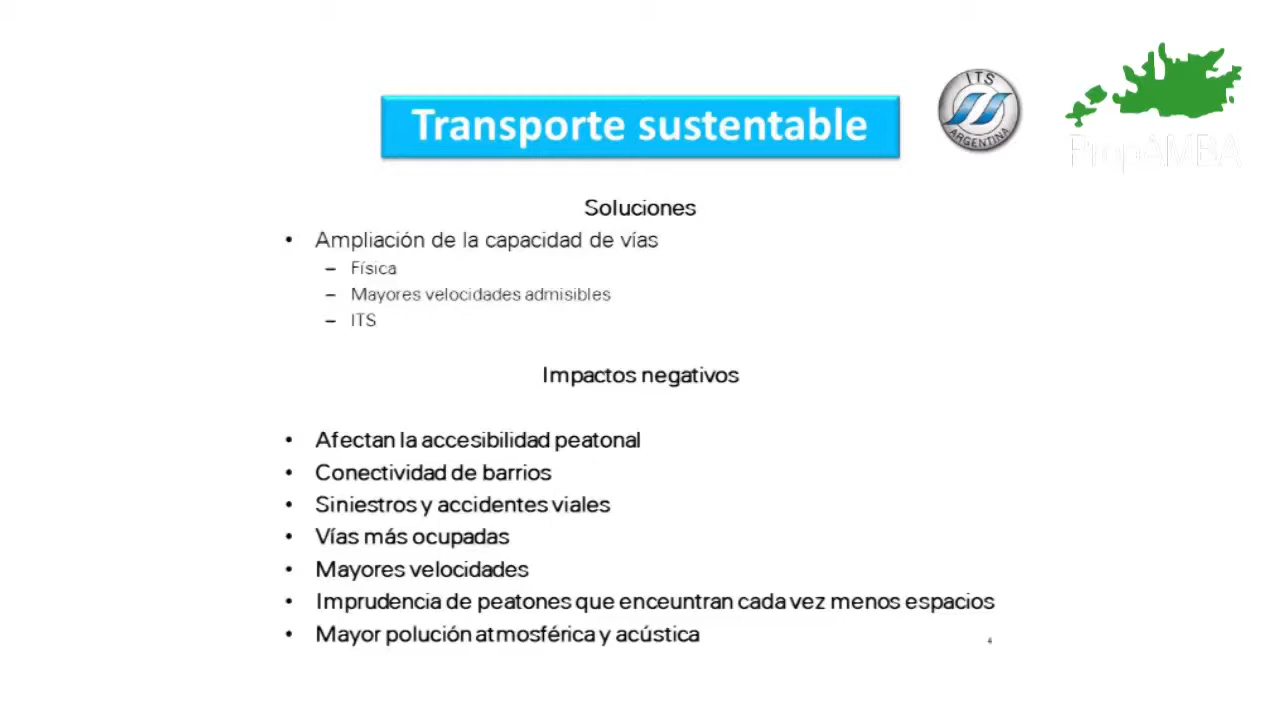 ITS
ARGENTINA
Transporte sustentable
PropAMBA
Soluciones
• Ampliación de la capacidad de vías
– Física
– Mayores velocidades admisibles
– ITS
Impactos negativos
• Afectan la accesibilidad peatonal
• Conectividad de barrios
• Siniestros y accidentes viales
• Vías más ocupadas
• Mayores velocidades
• Imprudencia de peatones que enceuntran cada vez menos espacios
• Mayor polución atmosférica y acústica
4